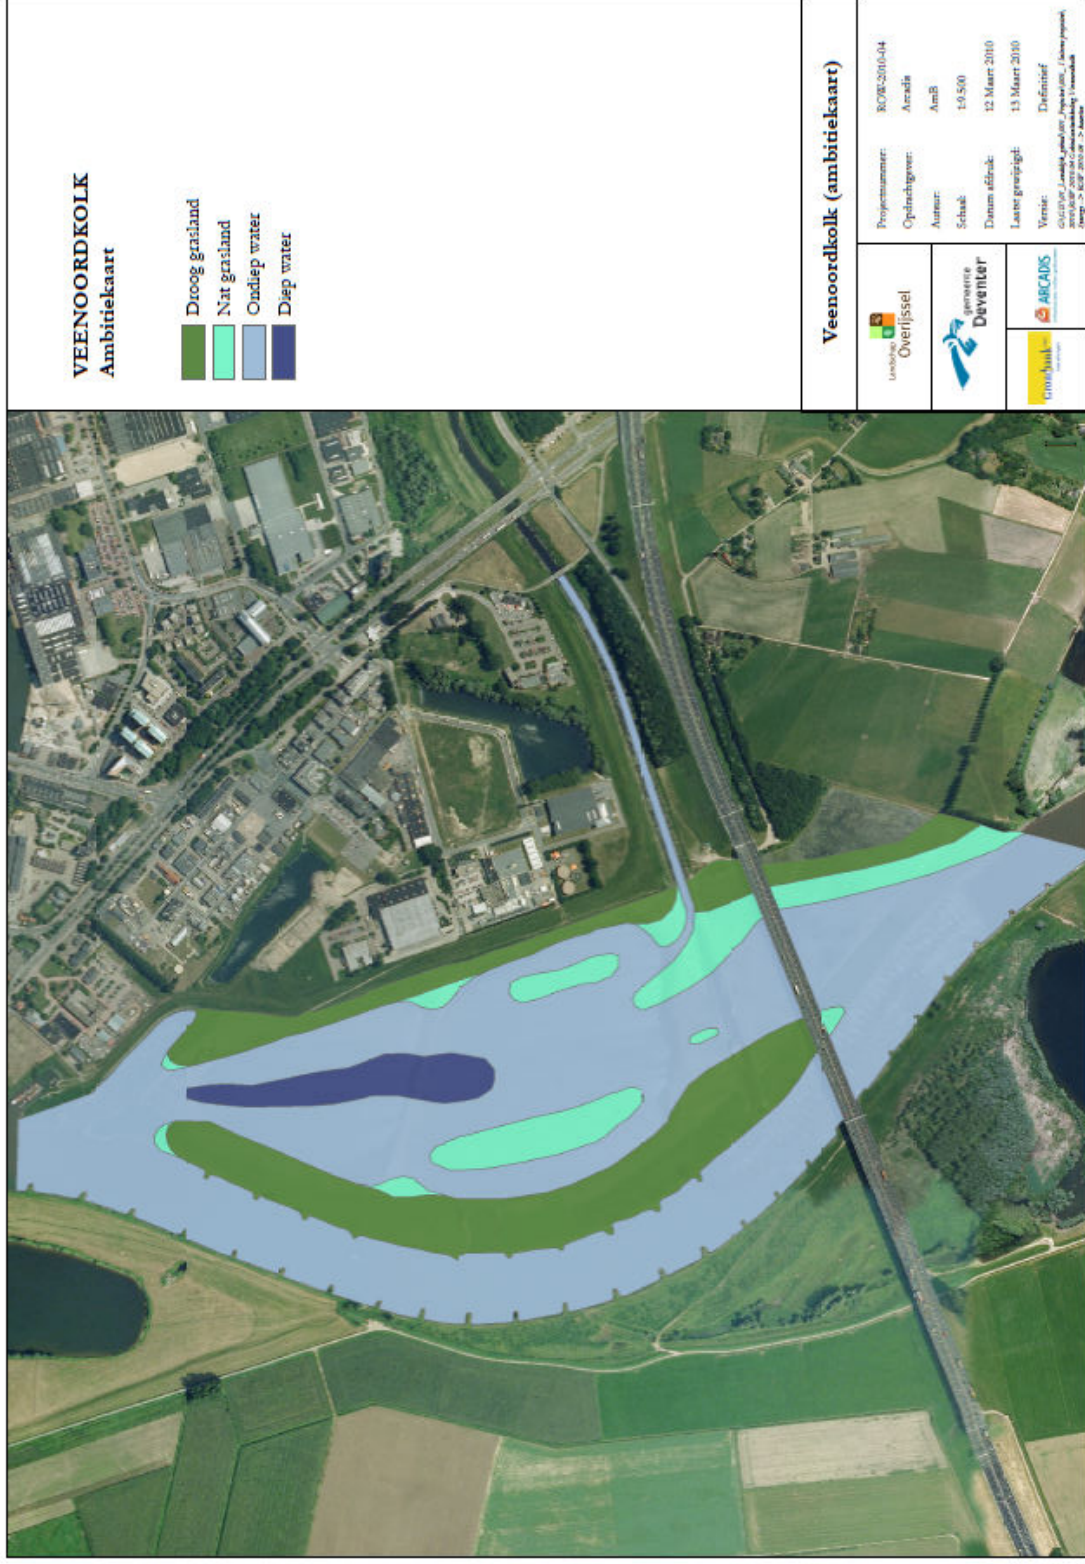 VEENOORDKOLK
Ambitiekaart
Droog grasland
Nat grasland
Ondiep water
Diep water
Veenoordkolk (ambitiekaart)
Projectnummer: ROW-2010-04
Opdrachtgever: Arcadis
Auteur: AmB
Schaal: 1:9.500
Datum afdruk: 12 Maart 2010
Laatst gewijzigd: 13 Maart 2010
Versie: Definitief
Landschap
Overijssel
gemeente
Deventer
Grondbank
ARCADIS